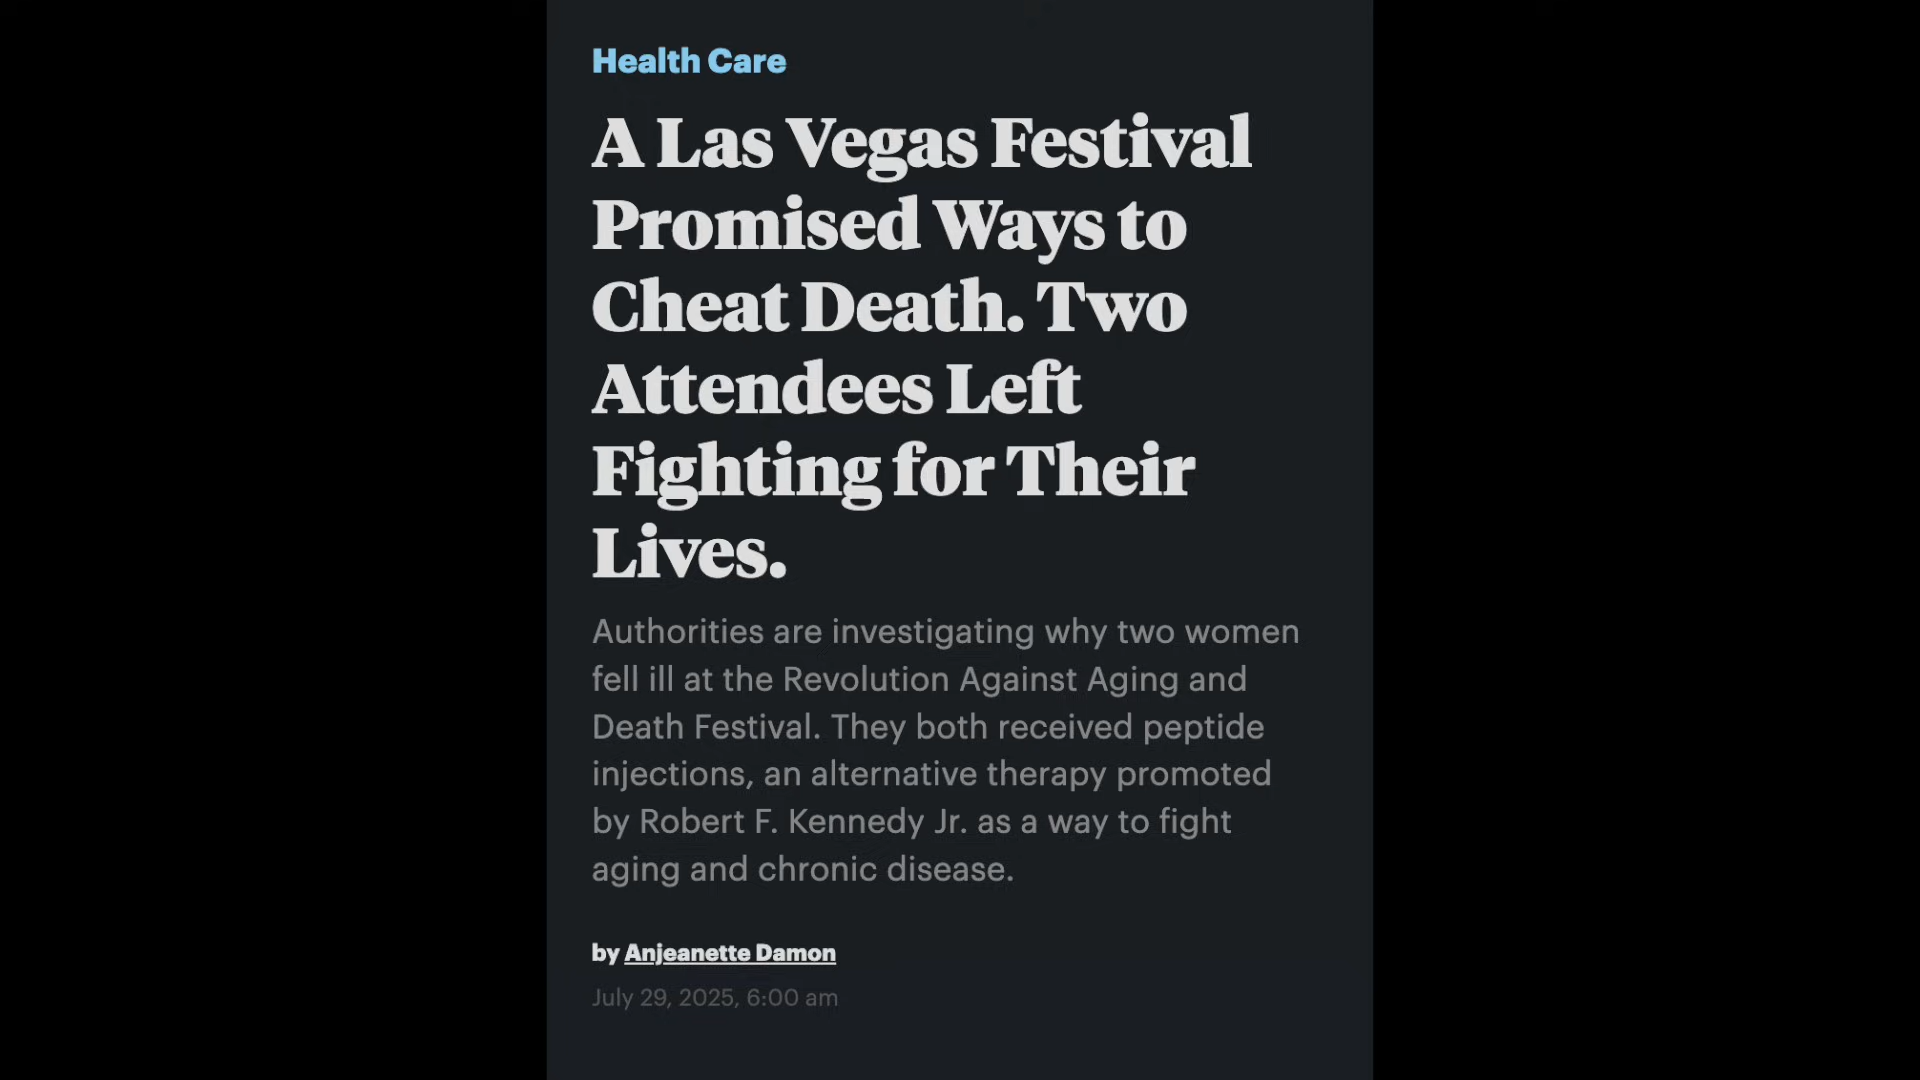 Health Care
A Las Vegas Festival
Promised Ways to
Cheat Death. Two
Attendees Left
Fighting for Their
Lives.
Authorities are investigating why two women
fell ill at the Revolution Against Aging and
Death Festival. They both received peptide
injections, an alternative therapy promoted
by Robert F. Kennedy Jr. as a way to fight
aging and chronic disease.
by Anjeanette Damon
July 29, 2025, 6:00 am